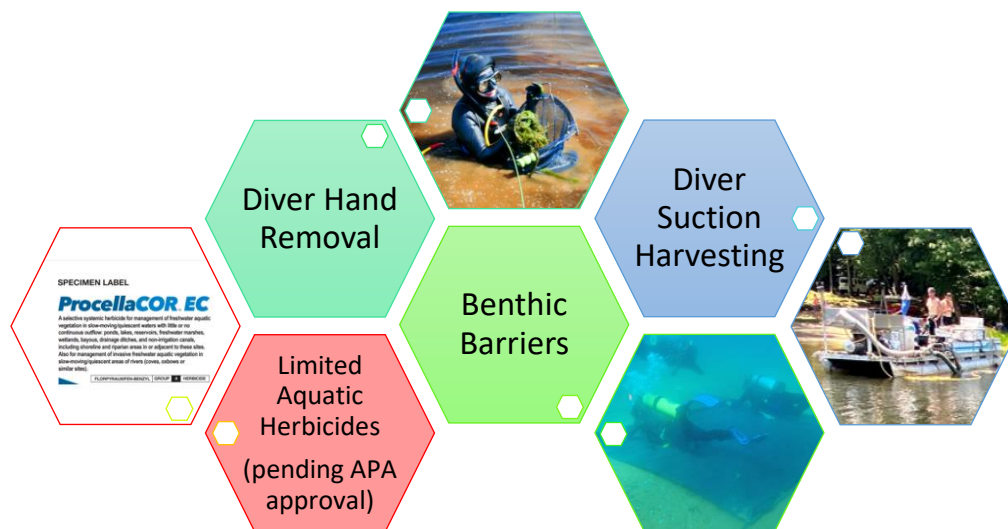 Diver Hand
Removal
Diver
Suction
Harvesting
SPECIMEN LABEL
ProcellaCOR EC
A selective systemic herbicide for management of freshwater aquatic
vegetation in slow-moving/quiescent waters with little or no
continuous outflow: ponds, lakes, reservoirs, freshwater marshes,
wetlands, bayous, drainage ditches, and non-irrigation canals,
including shoreline and riparian areas in or adjacent to these sites.
Also for management of invasive freshwater aquatic vegetation in
slow-moving/quiescent areas of rivers (coves, oxbows or
similar sites).
FLORPYRAUXIFEN-BENZYL GROUP 4 HERBICIDE
Benthic
Barriers
Limited
Aquatic
Herbicides
(pending APA
approval)